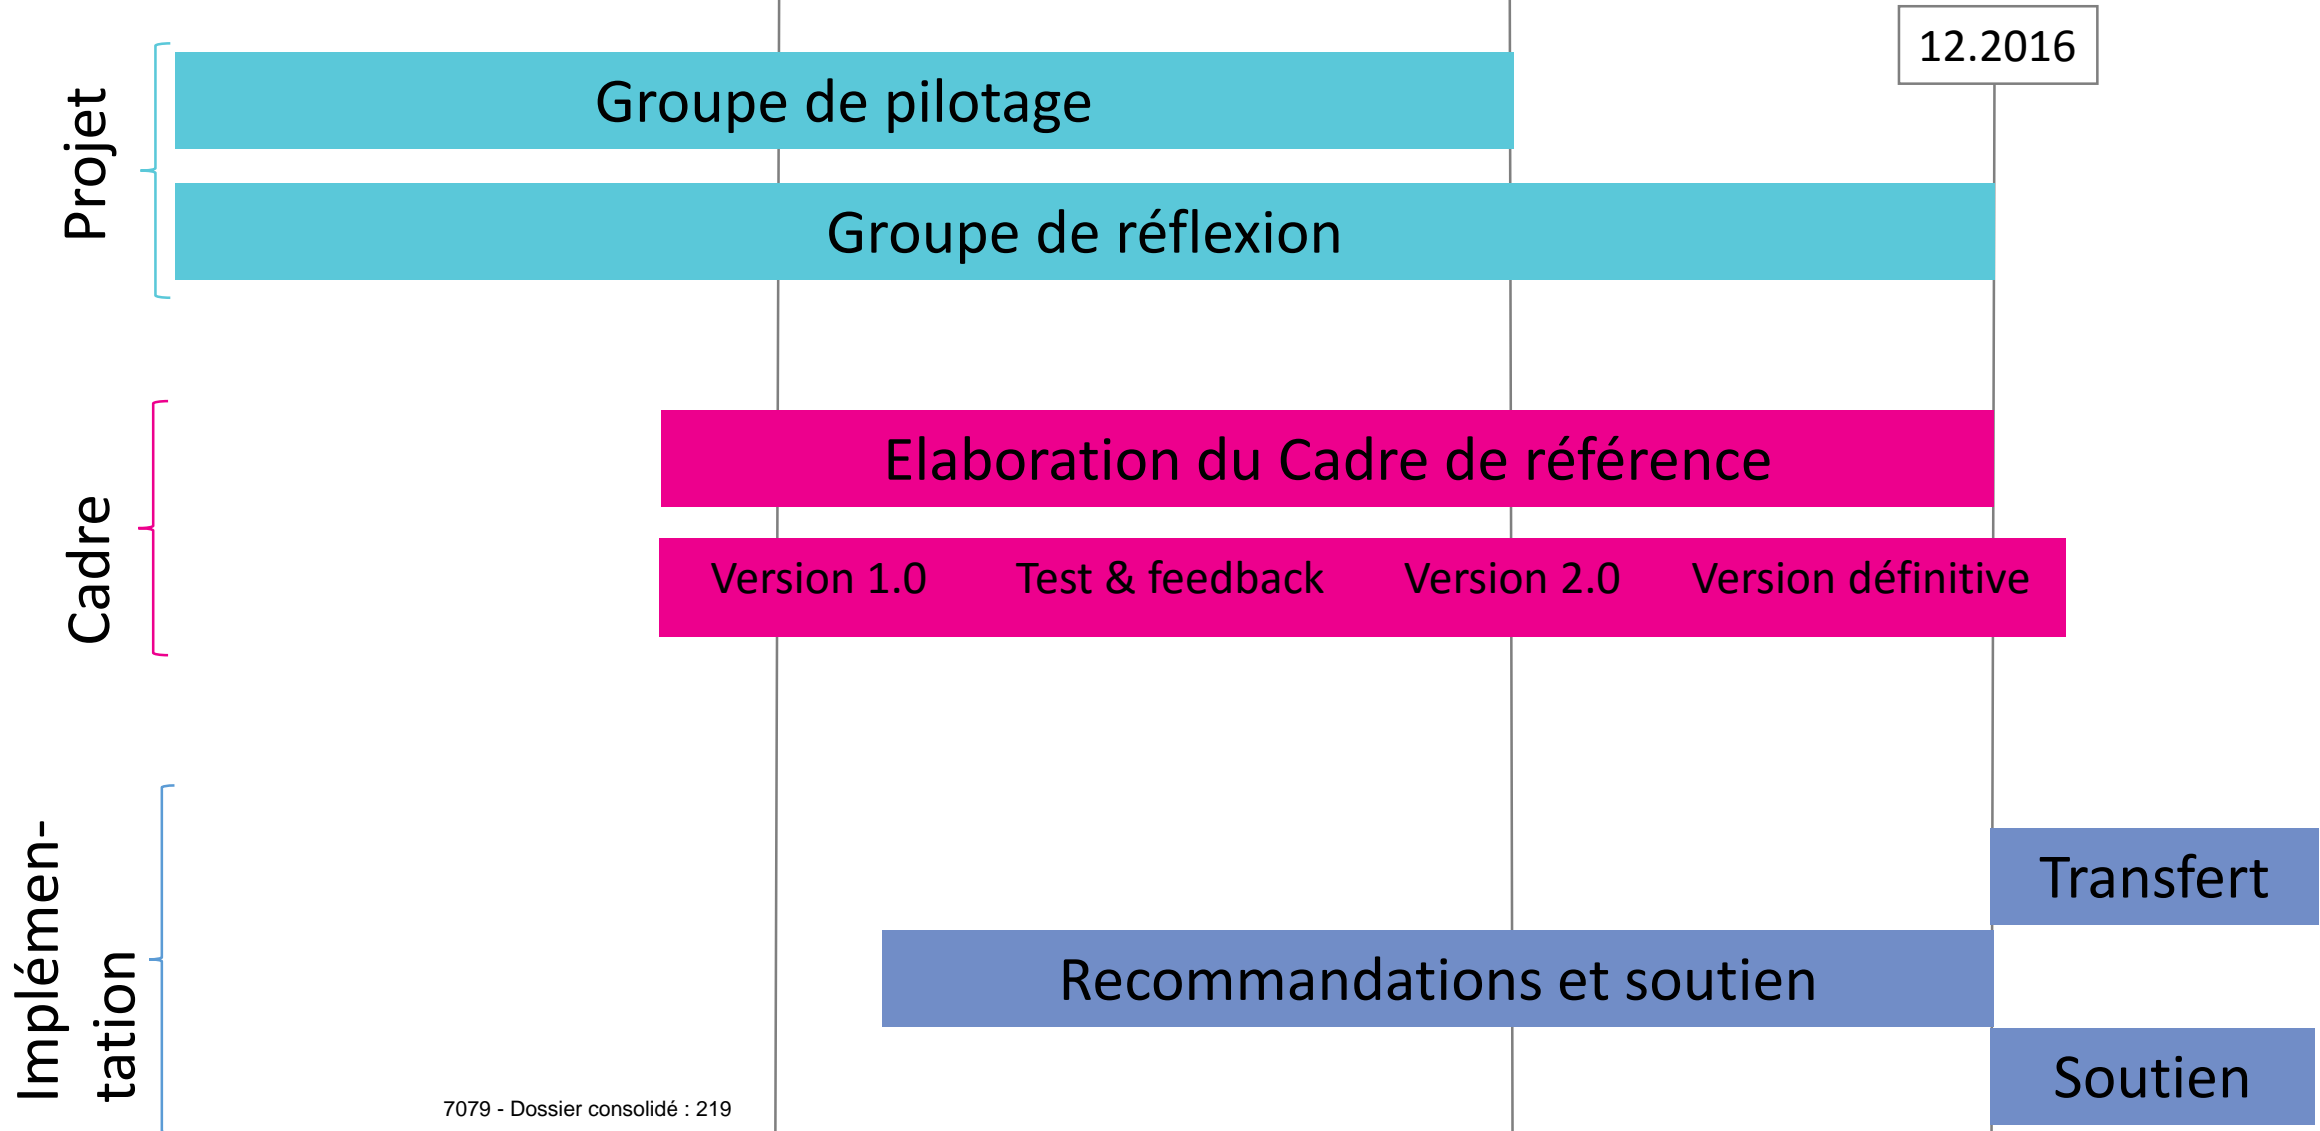 12.2016
Projet
Groupe de pilotage
Groupe de réflexion
Cadre
Elaboration du Cadre de référence
Version 1.0 Test & feedback Version 2.0 Version définitive
Implémen-
tation
Transfert
Recommandations et soutien
Soutien
7079 - Dossier consolidé : 219